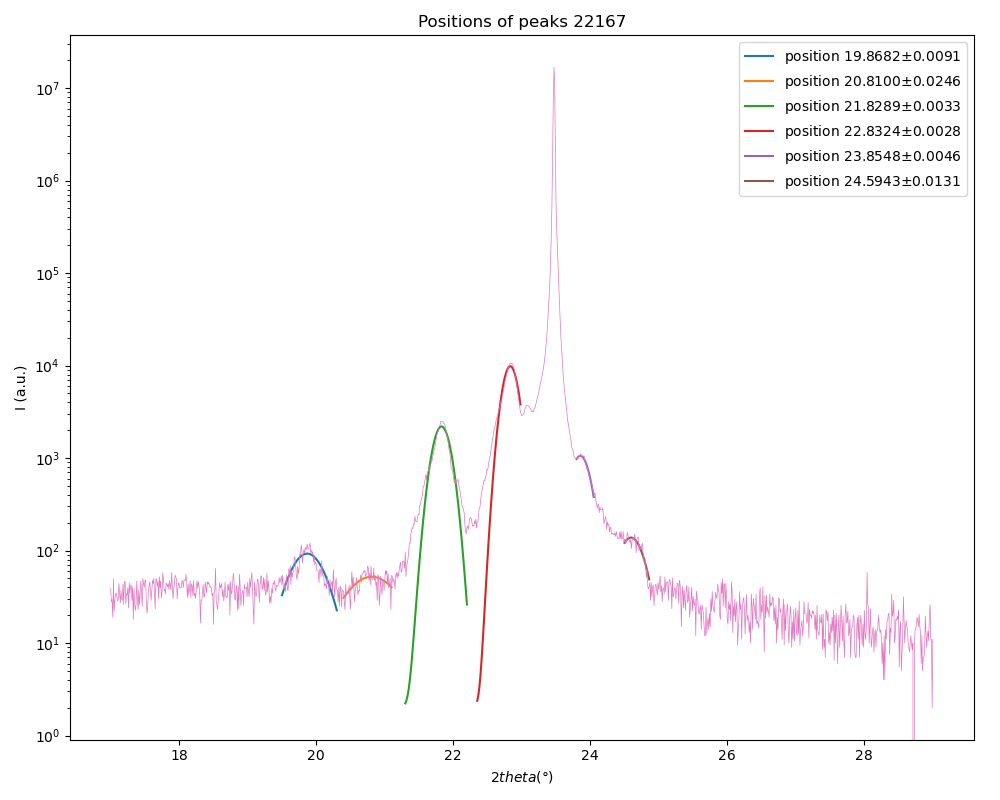 Positions of peaks 22167
position 19.8682±0.0091
position 20.8100±0.0246
position 21.8289±0.0033
position 22.8324±0.0028
position 23.8548±0.0046
position 24.5943±0.0131
10⁷
10⁶
10⁵
10⁴
10³
10²
10¹
10⁰
I (a.u.)
18 20 22 24 26 28
2theta(°)